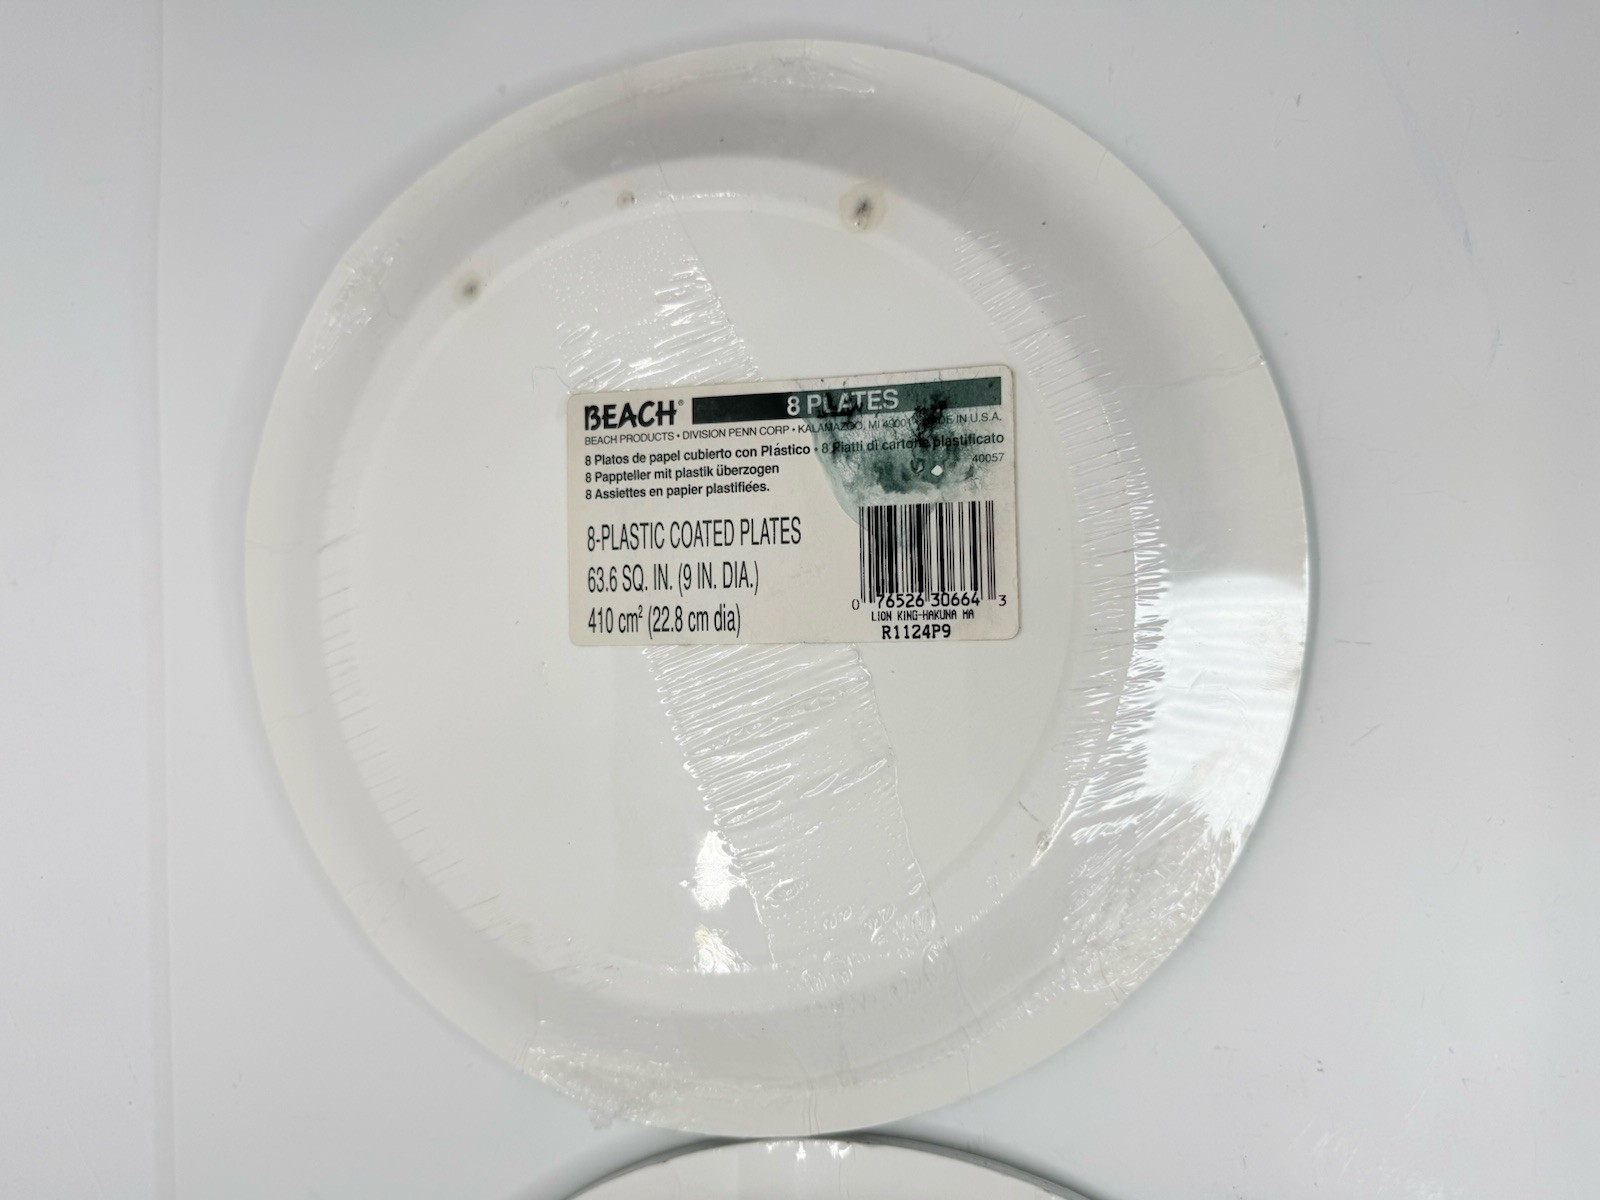 BEACH® 8 PLATES
BEACH PRODUCTS • DIVISION PENN CORP • KALAMAZOO, MI 49001 • MADE IN U.S.A.
8 Platos de papel cubierto con Plástico • 8 Piatti di cartone plastificato
8 Pappteller mit plastik überzogen
40057
8 Assiettes en papier plastifiées.
8-PLASTIC COATED PLATES
63.6 SQ. IN. (9 IN. DIA.)
410 cm² (22.8 cm dia)
0 76526 30664 3
LION KING-HAKUNA MA
R1124P9